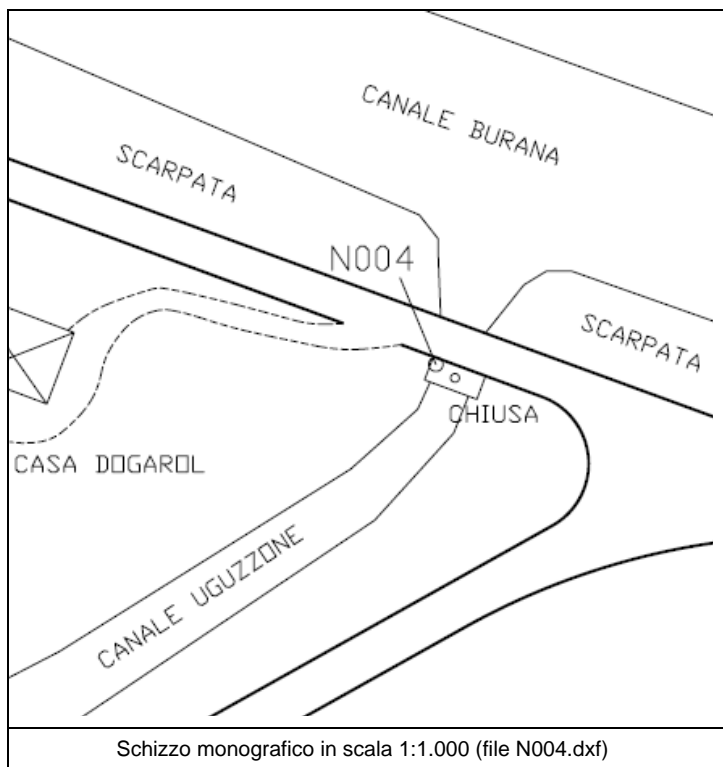 CANALE BURANA
SCARPATA
N004
SCARPATA
CHIUSA
CASA DOGAROL
CANALE UGUZZONE
Schizzo monografico in scala 1:1.000 (file N004.dxf)